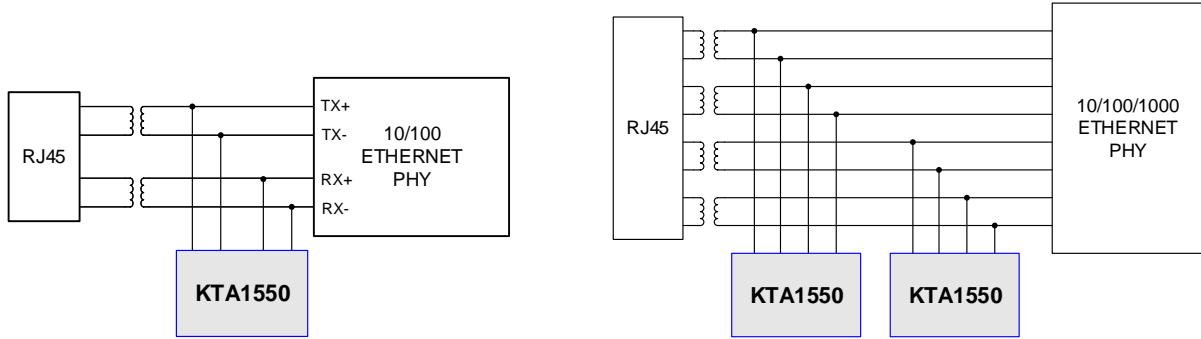 RJ45
TX+
TX-
RX+
RX-
10/100
ETHERNET
PHY
KTA1550
RJ45
10/100/1000
ETHERNET
PHY
KTA1550
KTA1550